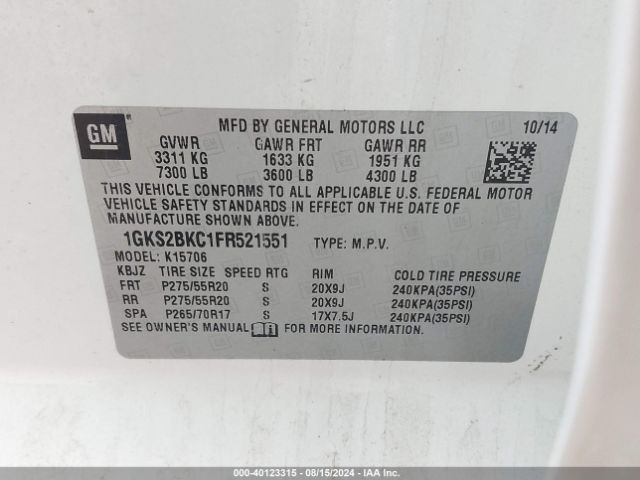 GM
MFD BY GENERAL MOTORS LLC 10/14
GVWR GAWR FRT GAWR RR
3311 KG 1633 KG 1951 KG
7300 LB 3600 LB 4300 LB
THIS VEHICLE CONFORMS TO ALL APPLICABLE U.S. FEDERAL MOTOR
VEHICLE SAFETY STANDARDS IN EFFECT ON THE DATE OF
MANUFACTURE SHOWN ABOVE.
1GKS2BKC1FR521551 TYPE: M.P.V.
MODEL: K15706
KBJZ TIRE SIZE SPEED RTG RIM COLD TIRE PRESSURE
FRT P275/55R20 S 20X9J 240KPA(35PSI)
RR P275/55R20 S 20X9J 240KPA(35PSI)
SPA P265/70R17 S 17X7.5J 240KPA(35PSI)
SEE OWNER'S MANUAL FOR MORE INFORMATION.
000-40123315 - 08/15/2024 - IAA Inc.